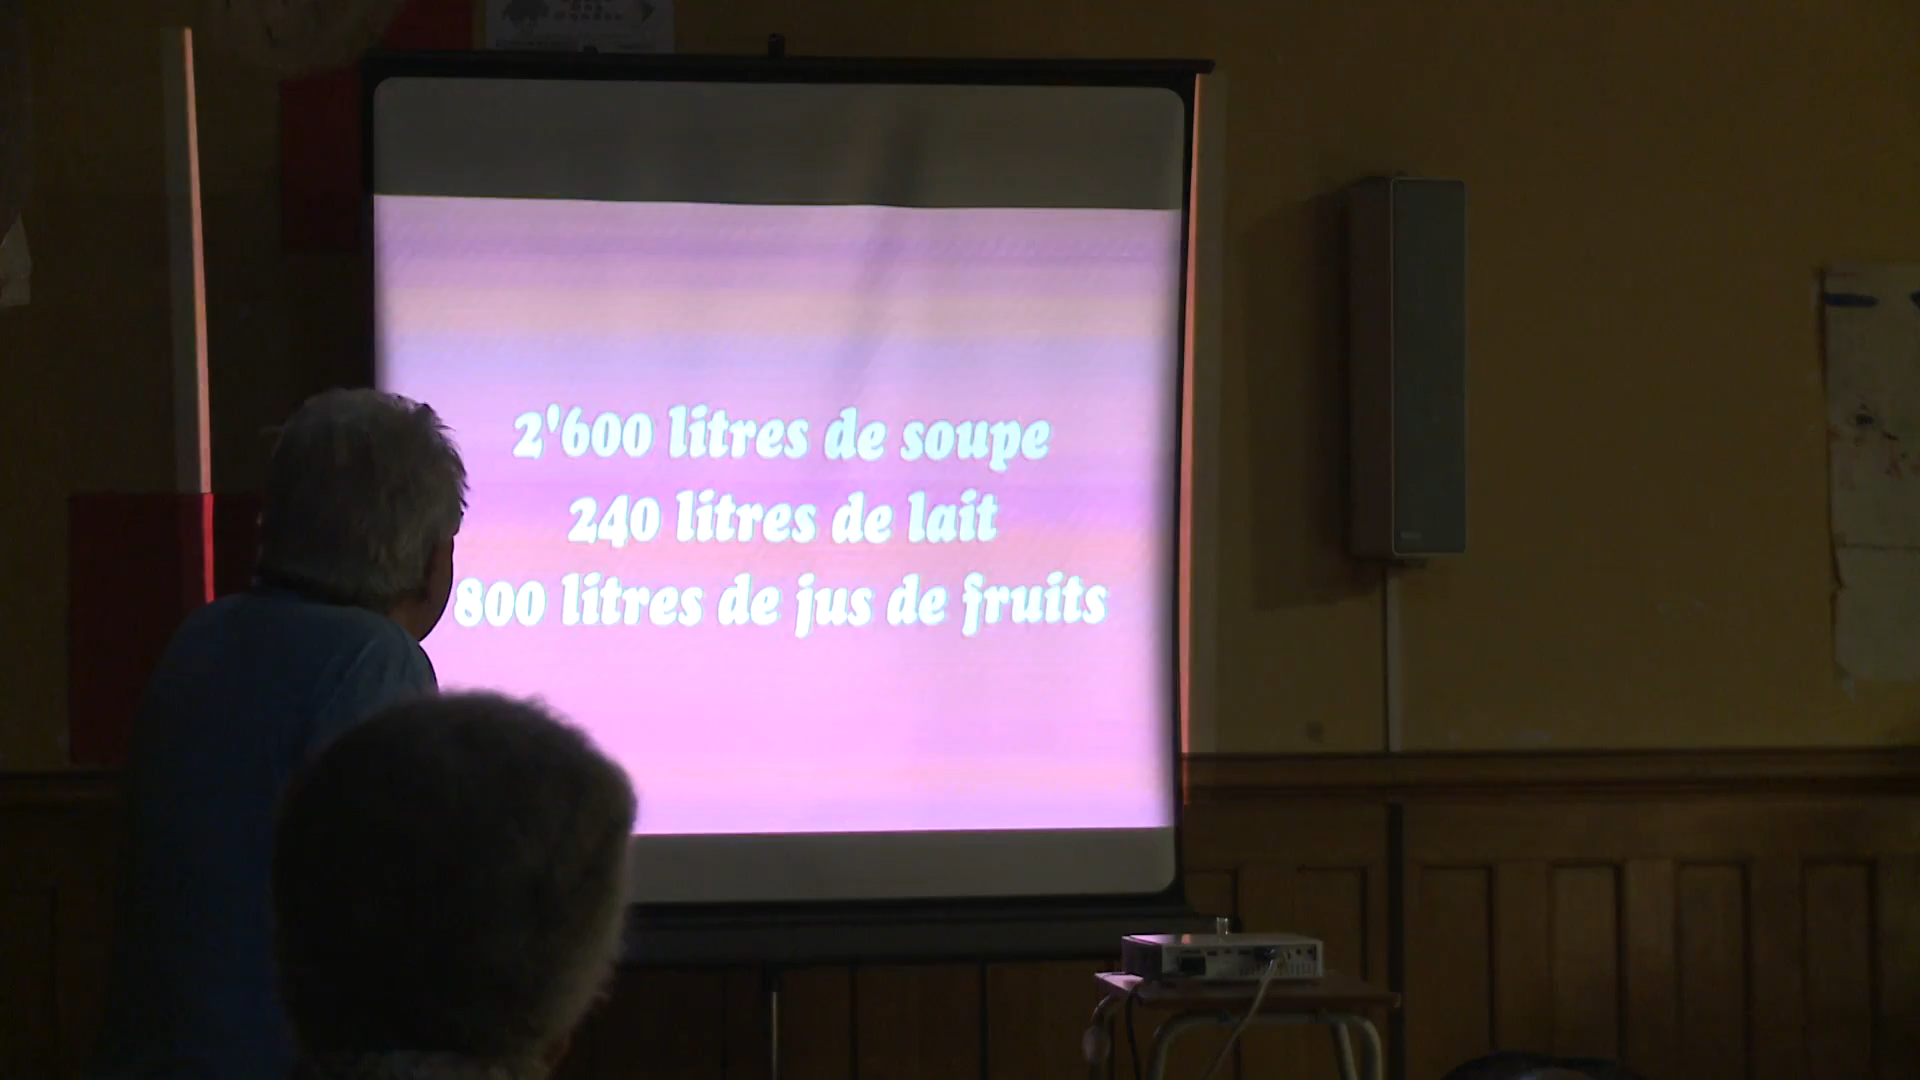 2'600 litres de soupe
240 litres de lait
800 litres de jus de fruits